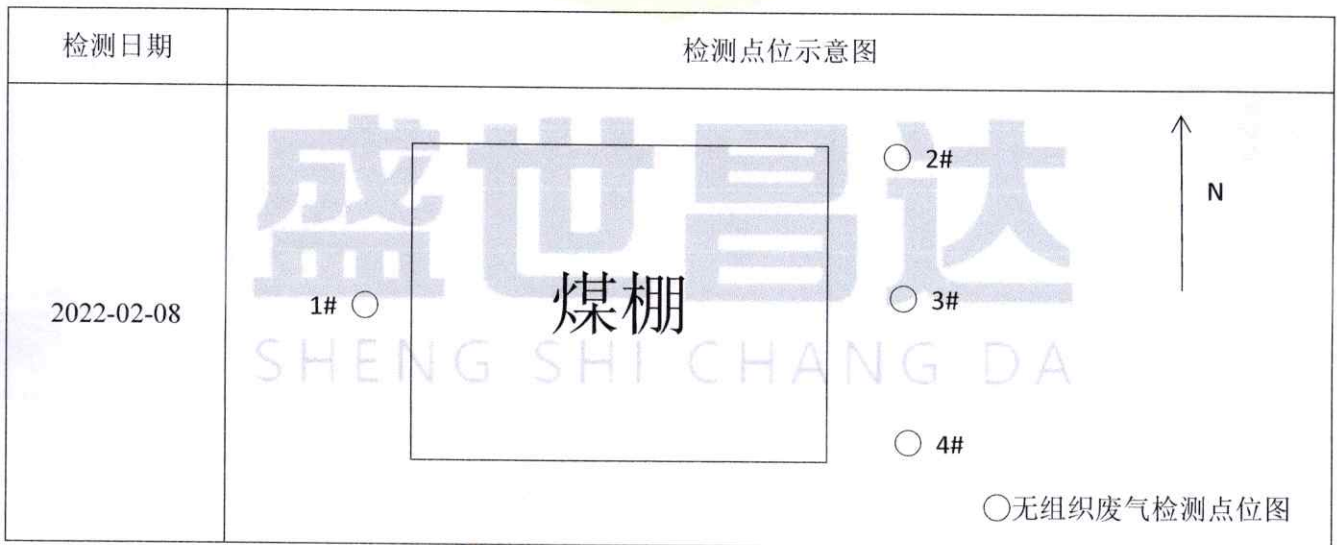 检测日期
检测点位示意图
盛世昌达
2#
N
2022-02-08
1#
煤棚
3#
SHENG SHI CHANG DA
4#
○无组织废气检测点位图